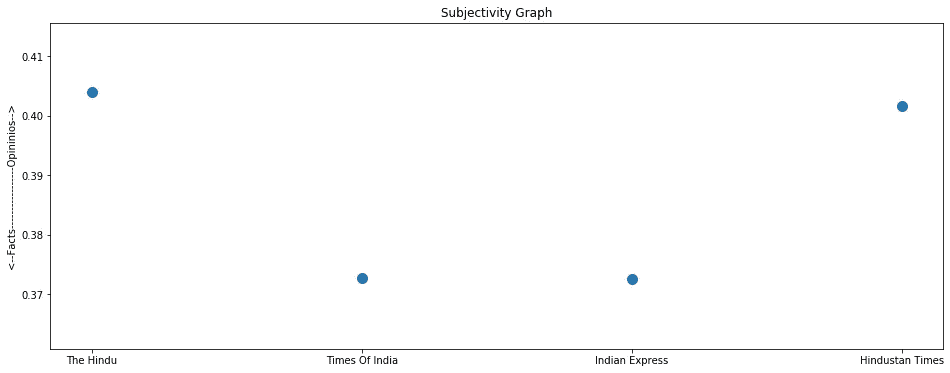 Subjectivity Graph
0.41
0.40
0.39
0.38
0.37
<--Facts-----------------Opininios-->
The Hindu
Times Of India
Indian Express
Hindustan Times